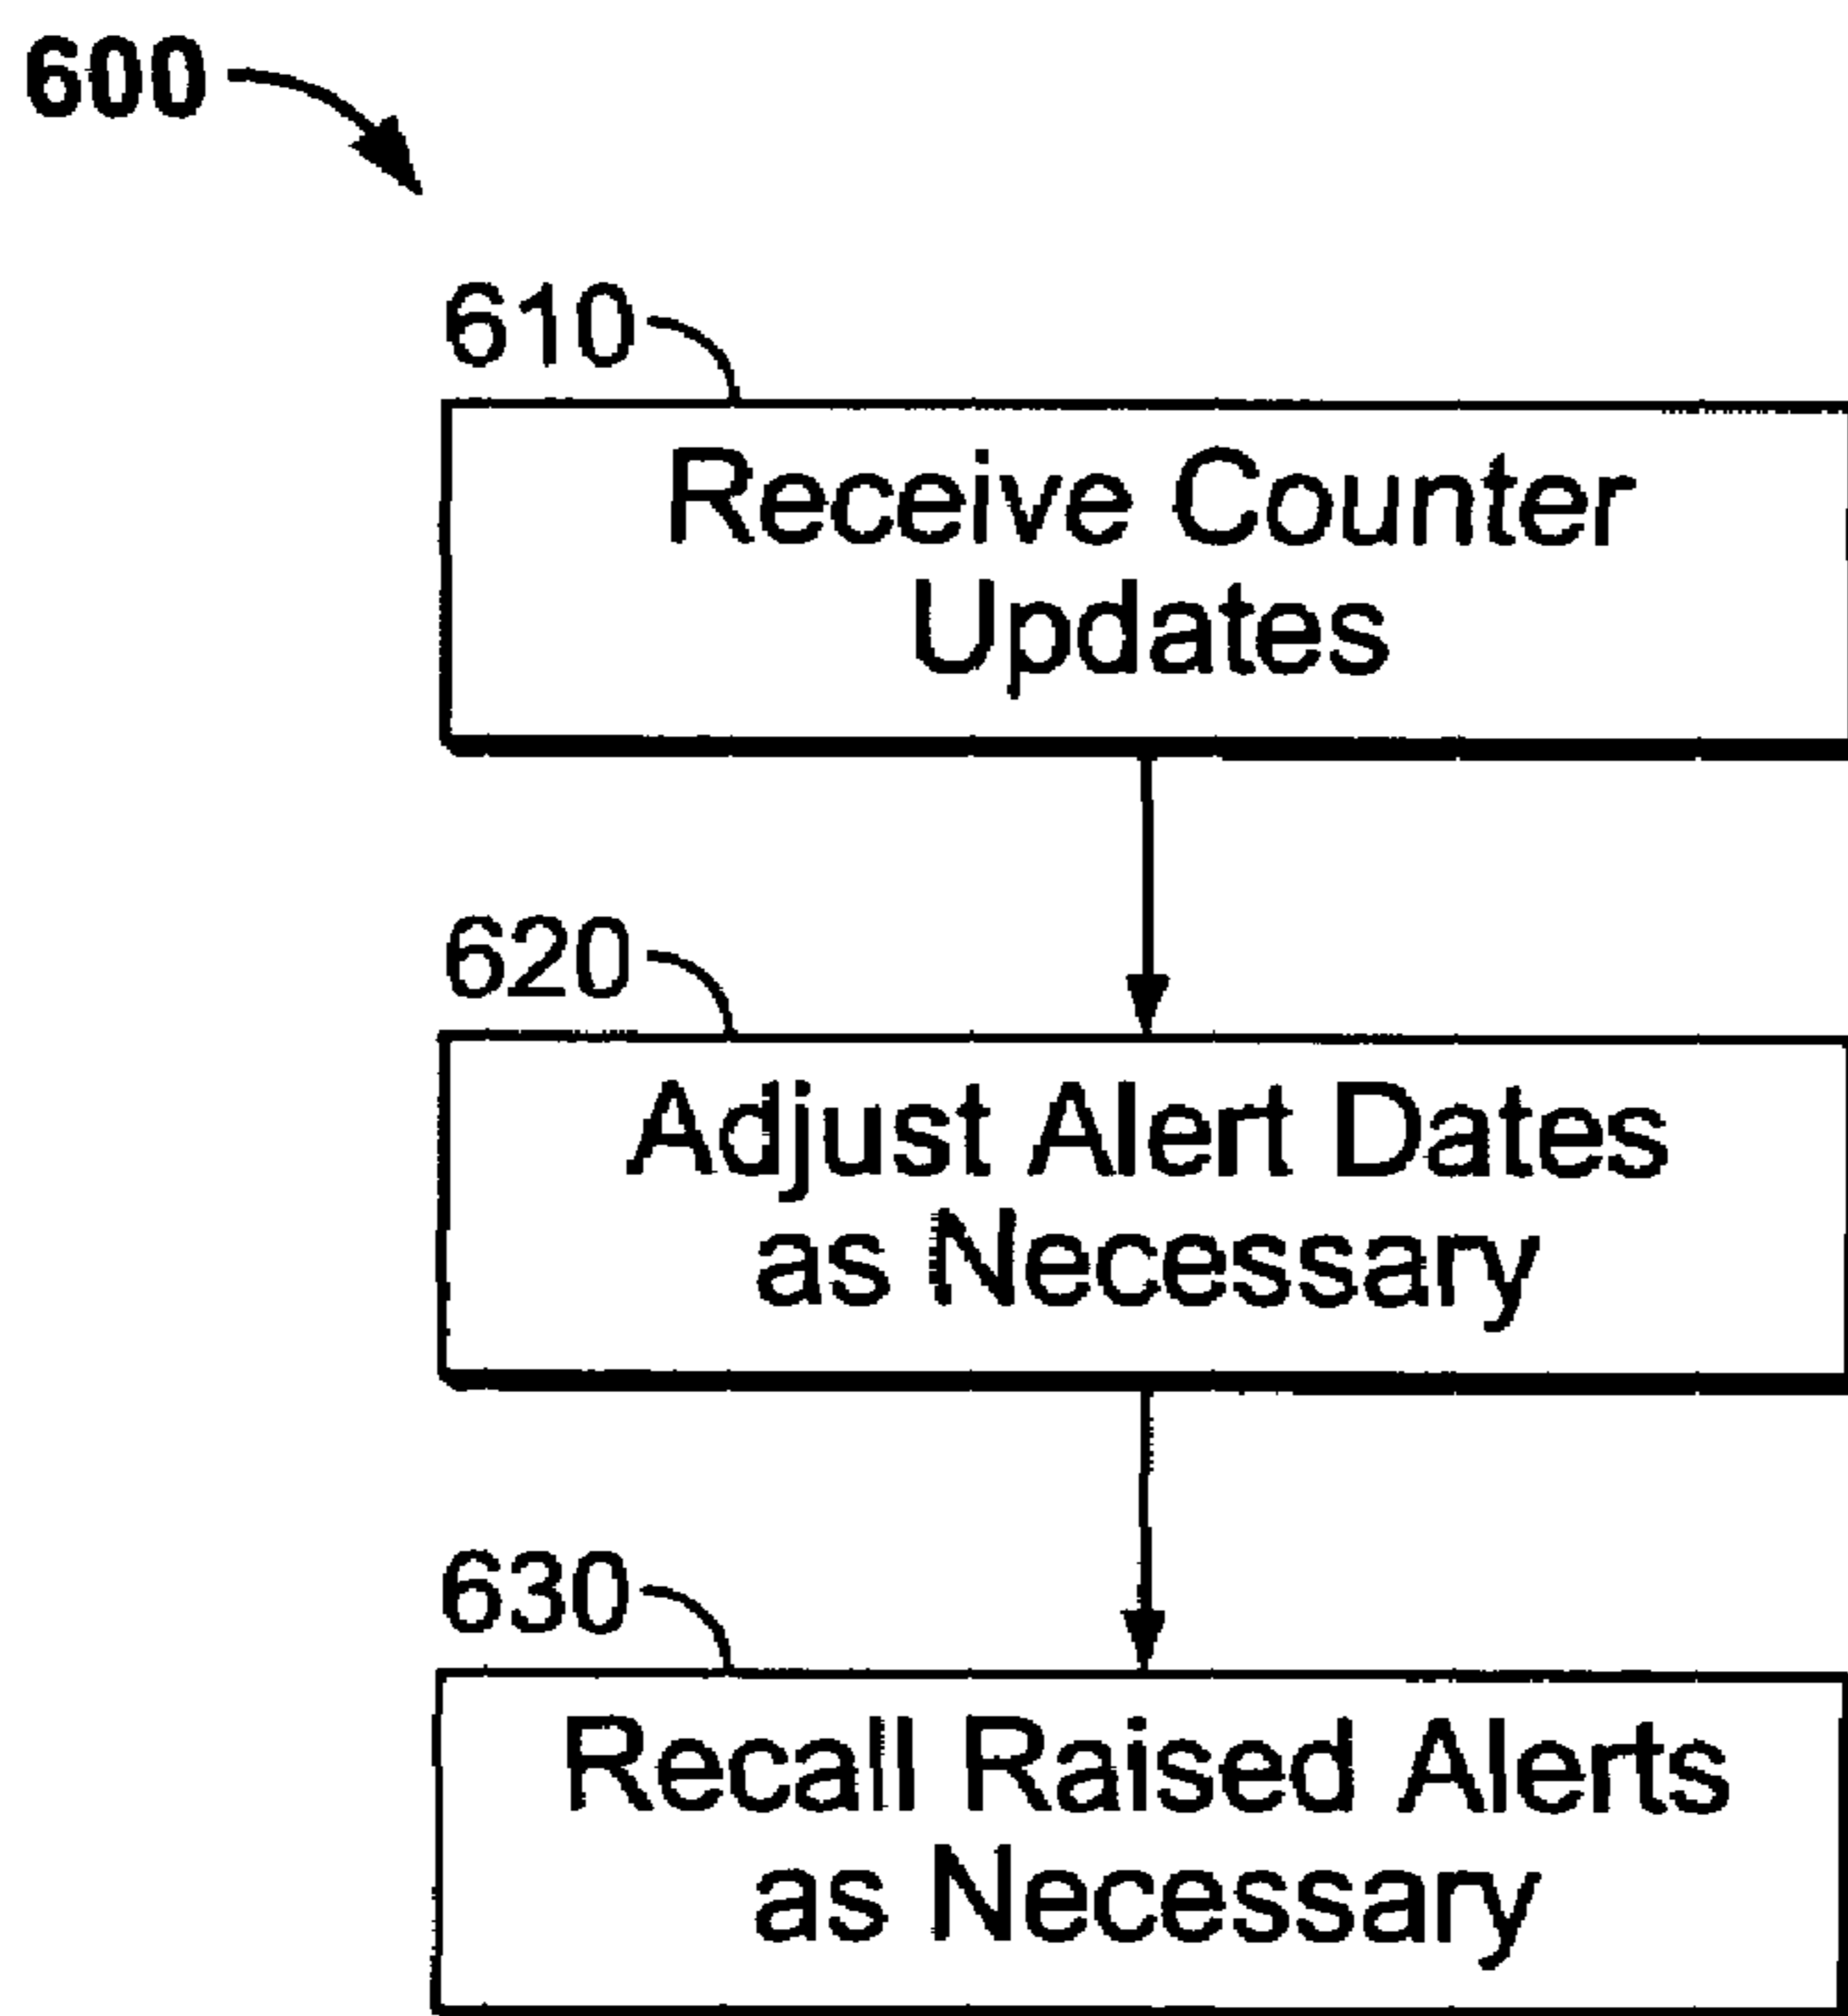 600
610
Receive Counter
Updates
620
Adjust Alert Dates
as Necessary
630
Recall Raised Alerts
as Necessary